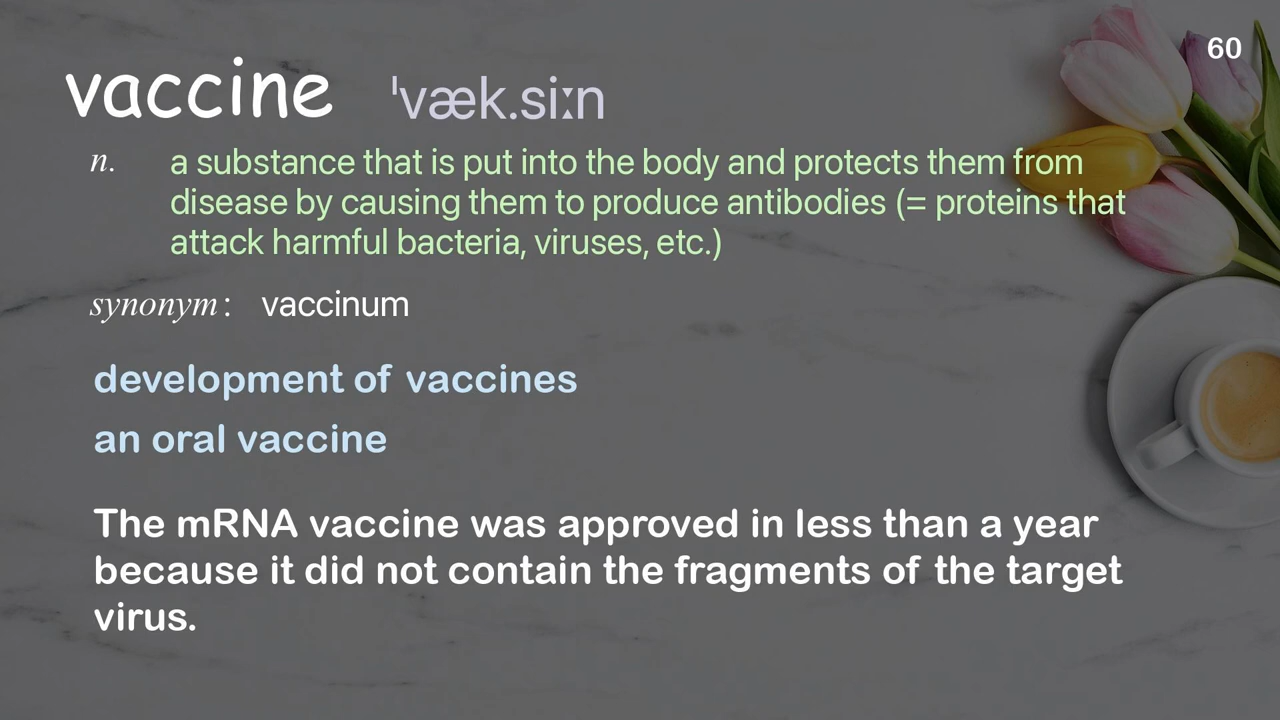 60
vaccine ˈvæk.siːn
n. a substance that is put into the body and protects them from
disease by causing them to produce antibodies (= proteins that
attack harmful bacteria, viruses, etc.)
synonym: vaccinum
development of vaccines
an oral vaccine
The mRNA vaccine was approved in less than a year
because it did not contain the fragments of the target
virus.